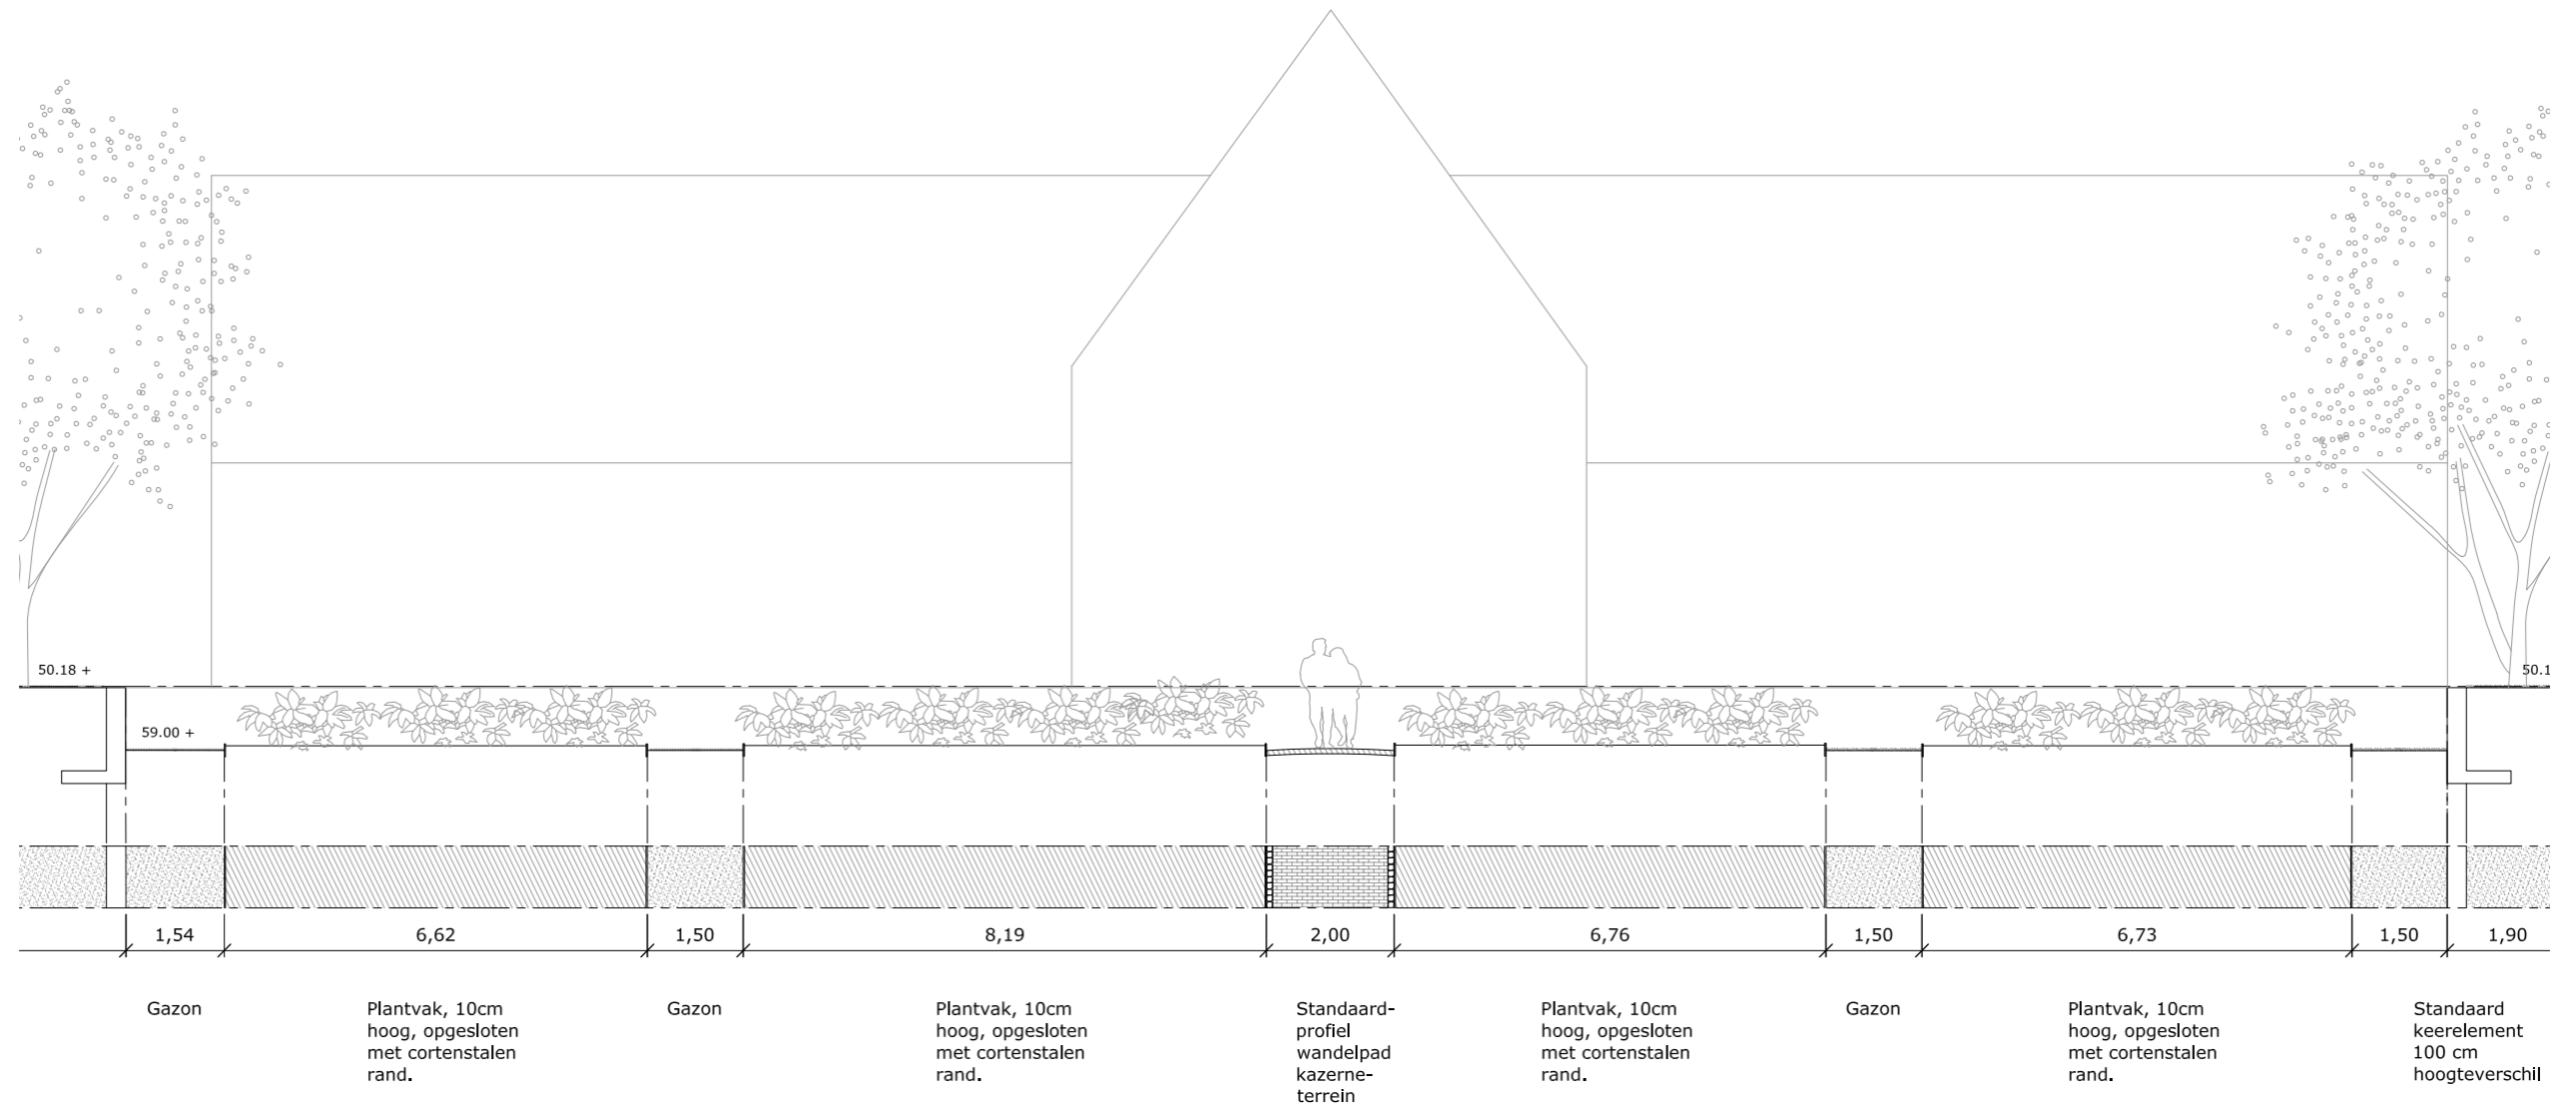 50.18 +
50.1
59.00 +
1,54
6,62
1,50
8,19
2,00
6,76
1,50
6,73
1,50
1,90
Gazon
Plantvak, 10cm
hoog, opgesloten
met cortenstalen
rand.
Gazon
Plantvak, 10cm
hoog, opgesloten
met cortenstalen
rand.
Standaard-
profiel
wandelpad
kazerne-
terrein
Plantvak, 10cm
hoog, opgesloten
met cortenstalen
rand.
Gazon
Plantvak, 10cm
hoog, opgesloten
met cortenstalen
rand.
Standaard
keerelement
100 cm
hoogteverschil